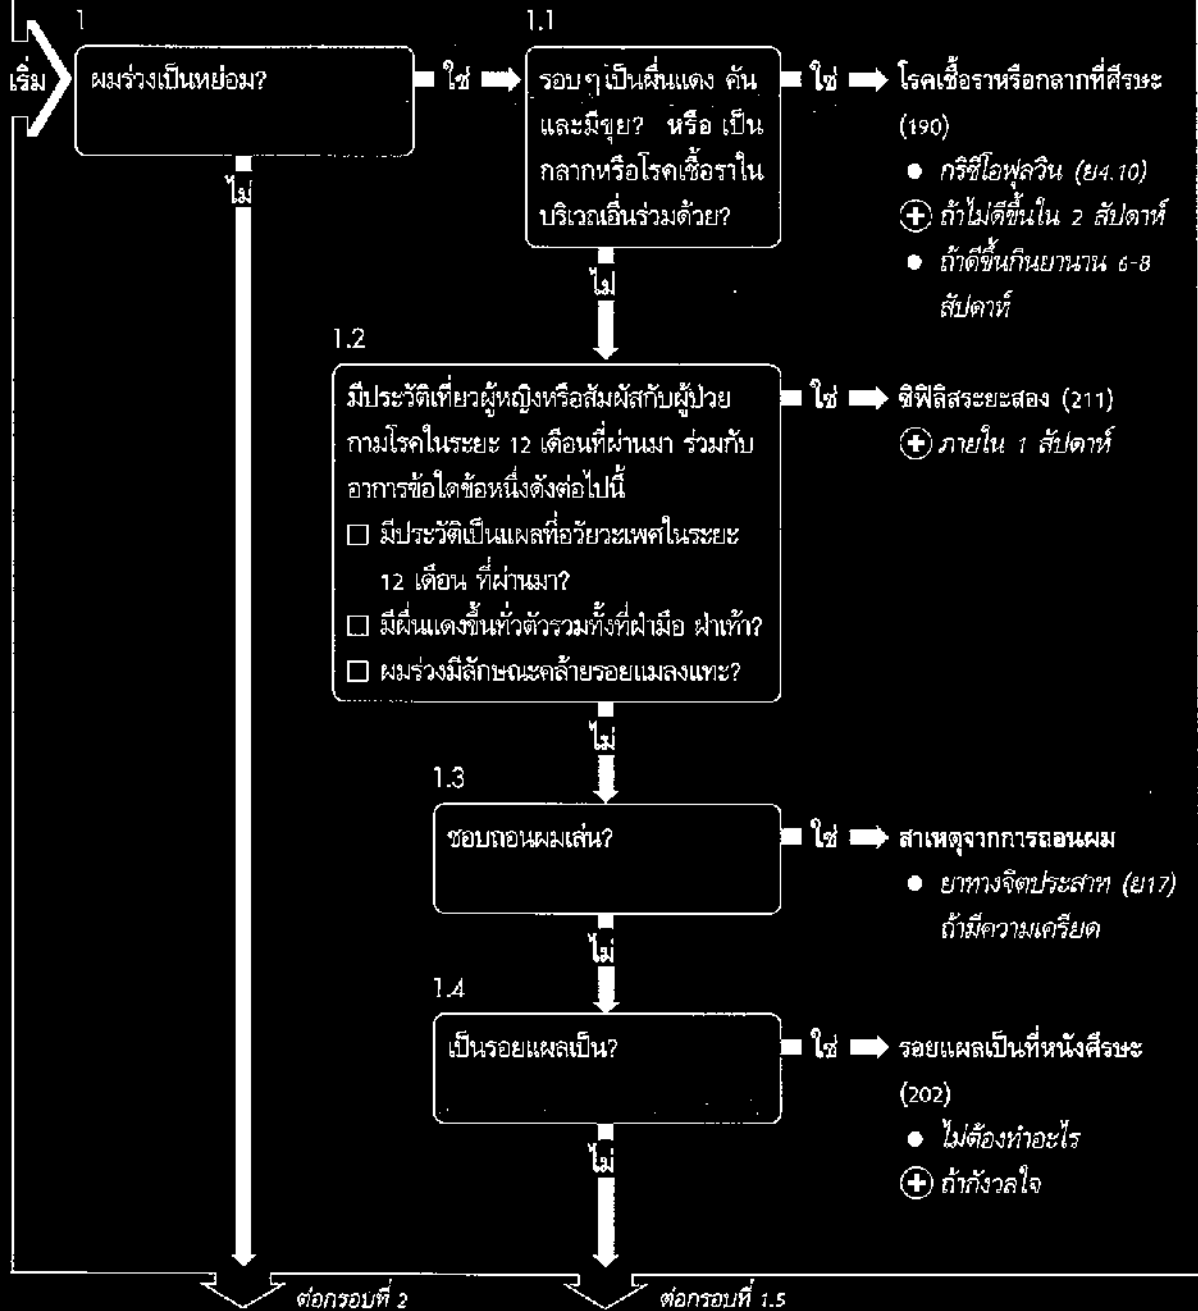 เริ่ม
1
ผมร่วงเป็นหย่อม?
ใช่
1.1
รอบๆ เป็นผื่นแดง คัน
และมีขุย? หรือ เป็น
กลากหรือโรคเชื้อราใน
บริเวณอื่นร่วมด้วย?
ใช่
โรคเชื้อราหรือกลากที่ศีรษะ
(190)
● กริซีโอฟุลวิน (ย4.10)
⊕ ถ้าไม่ดีขึ้นใน 2 สัปดาห์
● ถ้าดีขึ้นกินยานาน 6-8
สัปดาห์
ไม่
ไม่
1.2
มีประวัติเที่ยวผู้หญิงหรือสัมผัสกับผู้ป่วย
กามโรคในระยะ 12 เดือนที่ผ่านมา ร่วมกับ
อาการข้อใดข้อหนึ่งดังต่อไปนี้
☐ มีประวัติเป็นแผลที่อวัยวะเพศในระยะ
12 เดือน ที่ผ่านมา?
☐ มีผื่นแดงขึ้นทั่วตัวรวมทั้งที่ฝ่ามือ ฝ่าเท้า?
☐ ผมร่วงมีลักษณะคล้ายรอยแมลงแทะ?
ใช่
ซิฟิลิสระยะสอง (211)
⊕ ภายใน 1 สัปดาห์
ไม่
1.3
ชอบถอนผมเล่น?
ใช่
สาเหตุจากการถอนผม
● ยาทางจิตประสาท (ย17)
ถ้ามีความเครียด
ไม่
1.4
เป็นรอยแผลเป็น?
ใช่
รอยแผลเป็นที่หนังศีรษะ
(202)
● ไม่ต้องทำอะไร
⊕ ถ้ากังวลใจ
ไม่
ต่อกรอบที่ 2
ต่อกรอบที่ 1.5